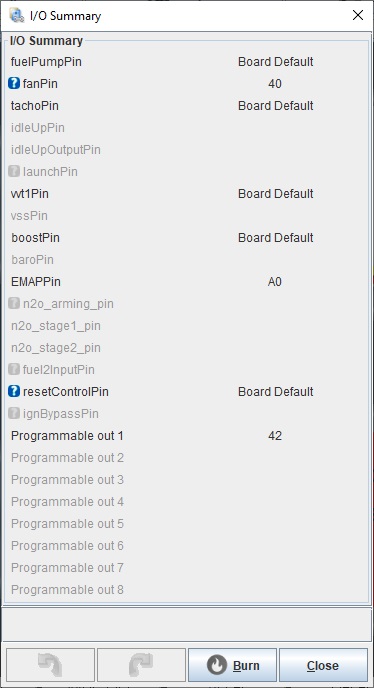 I/O Summary
I/O Summary
fuelPumpPin Board Default
fanPin 40
tachoPin Board Default
idleUpPin
idleUpOutputPin
launchPin
vvt1Pin Board Default
vssPin
boostPin Board Default
baroPin
EMAPPin A0
n2o_arming_pin
n2o_stage1_pin
n2o_stage2_pin
fuel2InputPin
resetControlPin Board Default
ignBypassPin
Programmable out 1 42
Programmable out 2
Programmable out 3
Programmable out 4
Programmable out 5
Programmable out 6
Programmable out 7
Programmable out 8
Burn Close